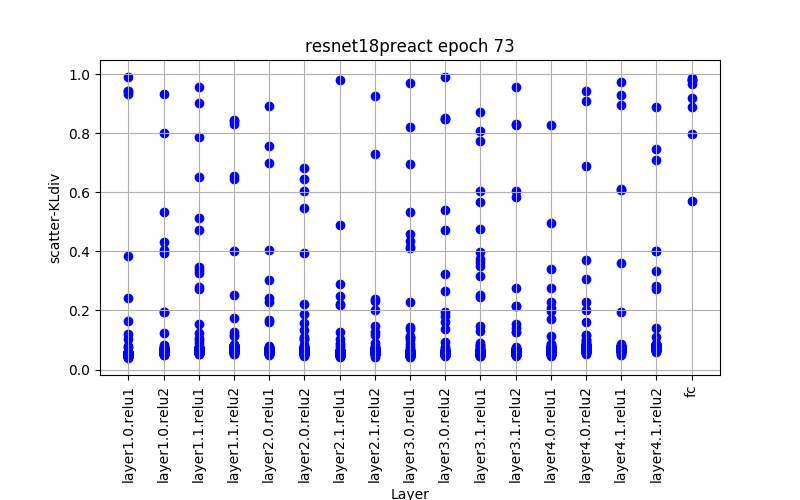 resnet18preact epoch 73
scatter-KLdiv
1.0
0.8
0.6
0.4
0.2
0.0
layer1.0.relu1
layer1.0.relu2
layer1.1.relu1
layer1.1.relu2
layer2.0.relu1
layer2.0.relu2
layer2.1.relu1
layer2.1.relu2
layer3.0.relu1
layer3.0.relu2
layer3.1.relu1
layer3.1.relu2
layer4.0.relu1
layer4.0.relu2
layer4.1.relu1
layer4.1.relu2
fc
Layer